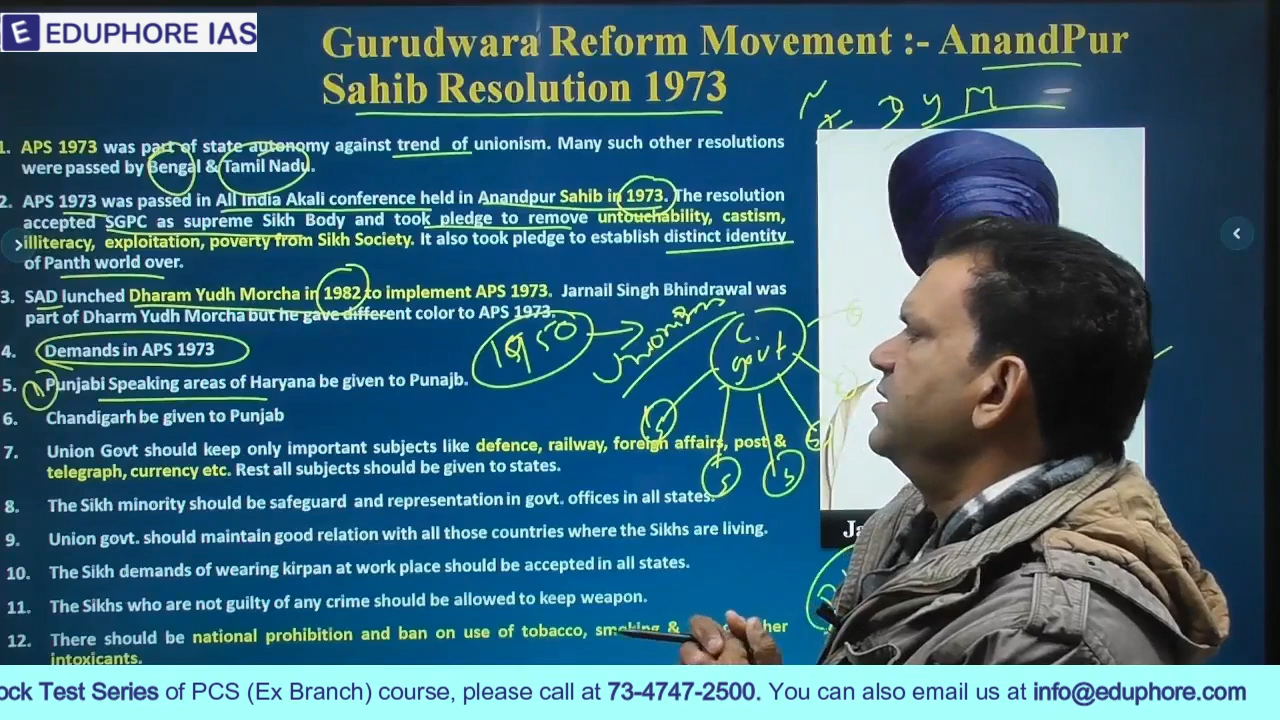 EDUPHORE IAS
Gurudwara Reform Movement :- AnandPur
Sahib Resolution 1973
1. APS 1973 was part of state autonomy against trend of unionism. Many such other resolutions
were passed by Bengal & Tamil Nadu.
2. APS 1973 was passed in All India Akali conference held in Anandpur Sahib in 1973. The resolution
accepted SGPC as supreme Sikh Body and took pledge to remove untouchability, castism,
illiteracy, exploitation, poverty from Sikh Society. It also took pledge to establish distinct identity
of Panth world over.
3. SAD lunched Dharam Yudh Morcha in 1982 to implement APS 1973. Jarnail Singh Bhindrawal was
part of Dharm Yudh Morcha but he gave different color to APS 1973.
4. Demands in APS 1973
5. Punjabi Speaking areas of Haryana be given to Punajb.
6. Chandigarh be given to Punjab
7. Union Govt should keep only important subjects like defence, railway, foreign affairs, post &
telegraph, currency etc. Rest all subjects should be given to states.
8. The Sikh minority should be safeguard and representation in govt. offices in all states.
9. Union govt. should maintain good relation with all those countries where the Sikhs are living.
10. The Sikh demands of wearing kirpan at work place should be accepted in all states.
11. The Sikhs who are not guilty of any crime should be allowed to keep weapon.
12. There should be national prohibition and ban on use of tobacco, smoking &
intoxicants.
D Y M
1950
unionism
C. govt
S
S
S
Ja
ock Test Series of PCS (Ex Branch) course, please call at 73-4747-2500. You can also email us at info@eduphore.com